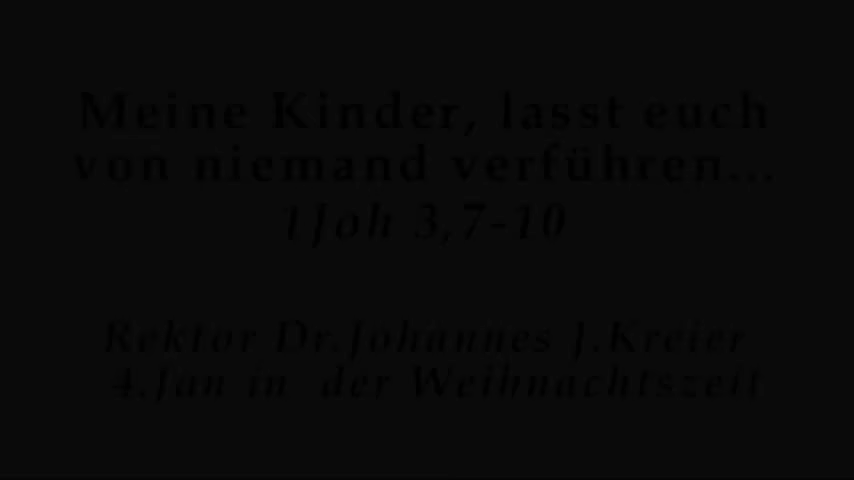 Meine Kinder, lasst euch
von niemand verführen...
1Joh 3,7-10
Rektor Dr.Johannes J.Kreier
4.Jan in der Weihnachtszeit